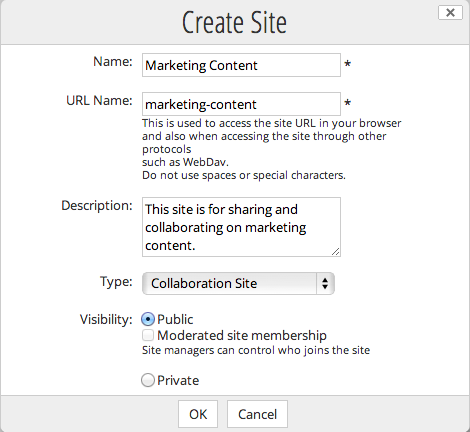 Create Site
Name: Marketing Content *
URL Name: marketing-content *
This is used to access the site URL in your browser
and also when accessing the site through other
protocols
such as WebDav.
Do not use spaces or special characters.
Description: This site is for sharing and
collaborating on marketing
content.
Type: Collaboration Site
Visibility: Public
Moderated site membership
Site managers can control who joins the site
Private
OK Cancel